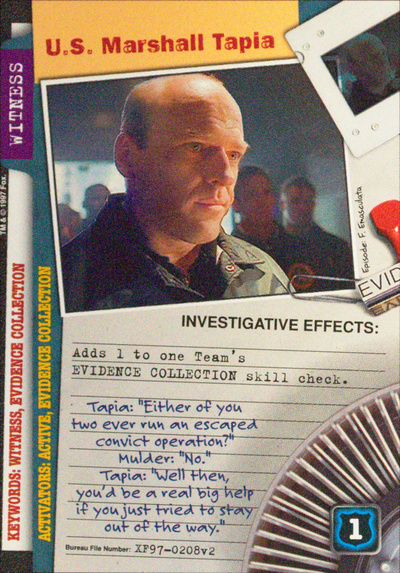 U.S. Marshall Tapia
WITNESS
TM & © 1997 Fox.
KEYWORDS: WITNESS, EVIDENCE COLLECTION
ACTIVATORS: ACTIVE, EVIDENCE COLLECTION
Episode: F. Emasculata
EVID
INVESTIGATIVE EFFECTS:
Adds 1 to one Team's
EVIDENCE COLLECTION skill check.
Tapia: "Either of you
two ever run an escaped
convict operation?"
Mulder: "No."
Tapia: "Well then,
you'd be a real big help
if you just tried to stay
out of the way."
1
Bureau File Number: XF97-0208v2